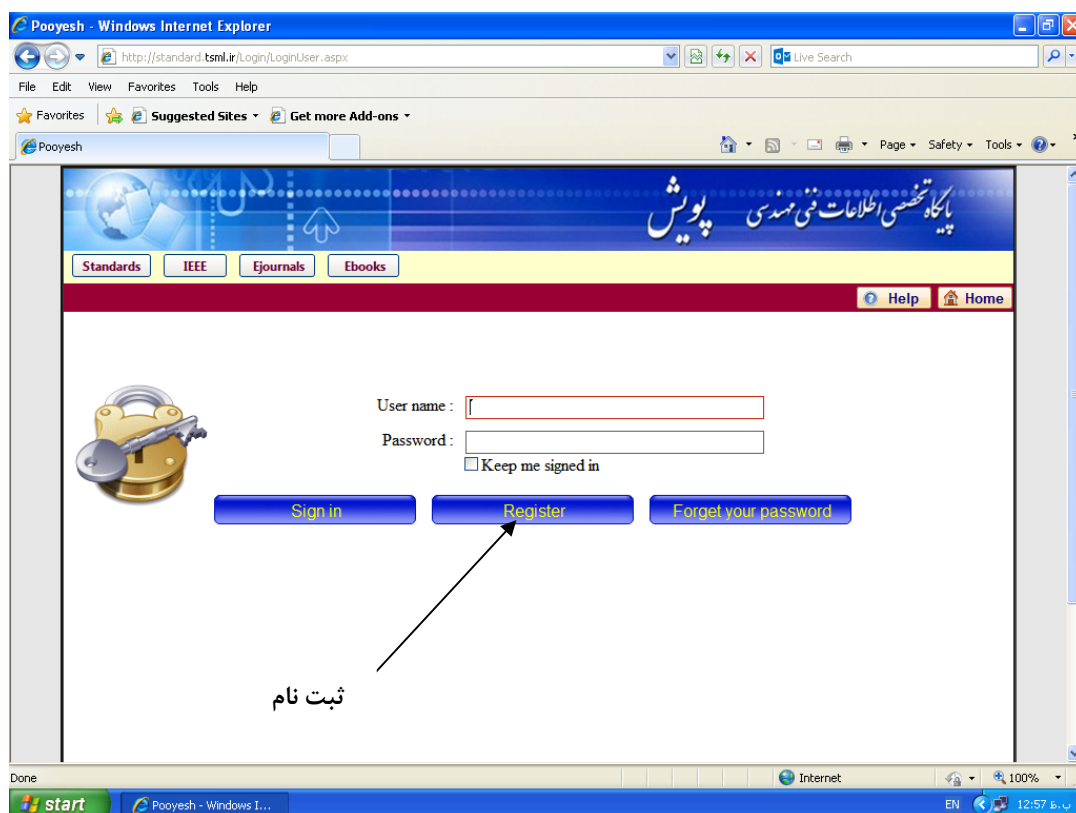 Pooyesh - Windows Internet Explorer
http://standard.tsml.ir/Login/LoginUser.aspx
Live Search
File Edit View Favorites Tools Help
Favorites Suggested Sites Get more Add-ons
Pooyesh Page Safety Tools
پایگاه تخصصی اطلاعات فنی مهندسی پویش
Standards IEEE Ejournals Ebooks
Help Home
User name :
Password :
Keep me signed in
Sign in Register Forget your password
ثبت نام
Done Internet 100%
start Pooyesh - Windows I... EN 12:57 ب.ظ